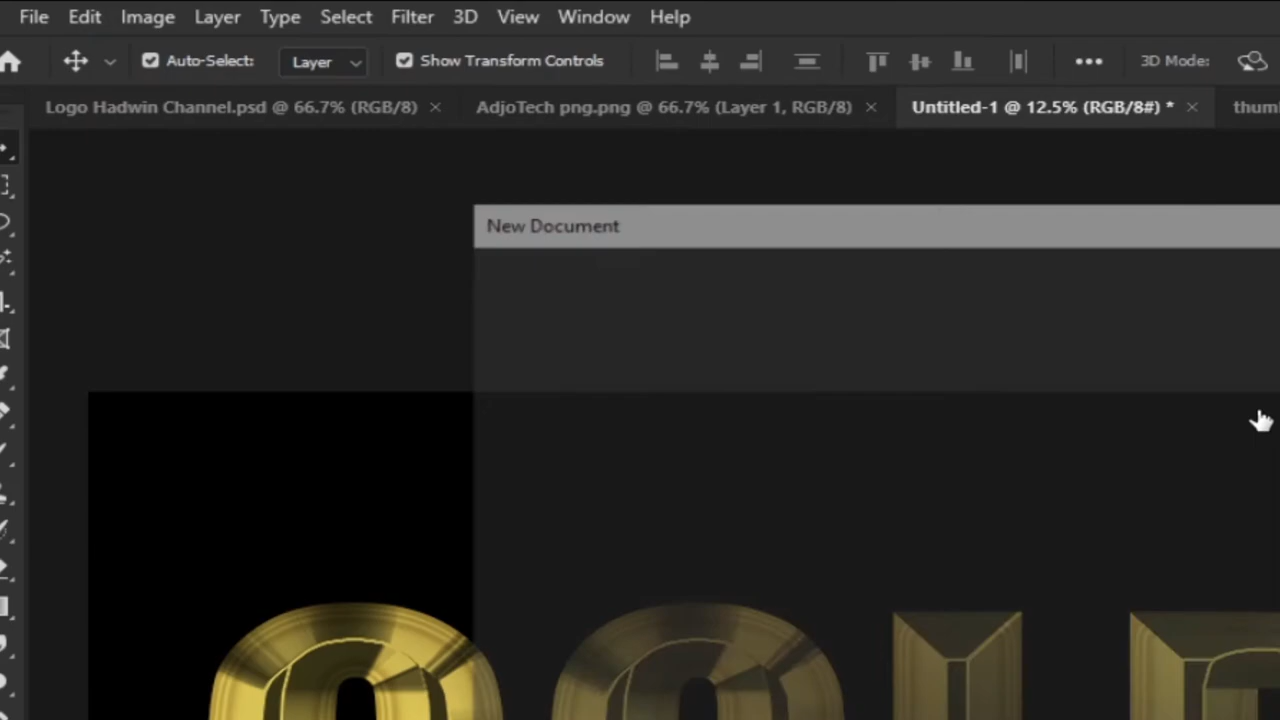 File Edit Image Layer Type Select Filter 3D View Window Help
Auto-Select: Layer Show Transform Controls 3D Mode:
Logo Hadwin Channel.psd @ 66.7% (RGB/8) × AdjoTech png.png @ 66.7% (Layer 1, RGB/8) × Untitled-1 @ 12.5% (RGB/8#) * ×
New Document